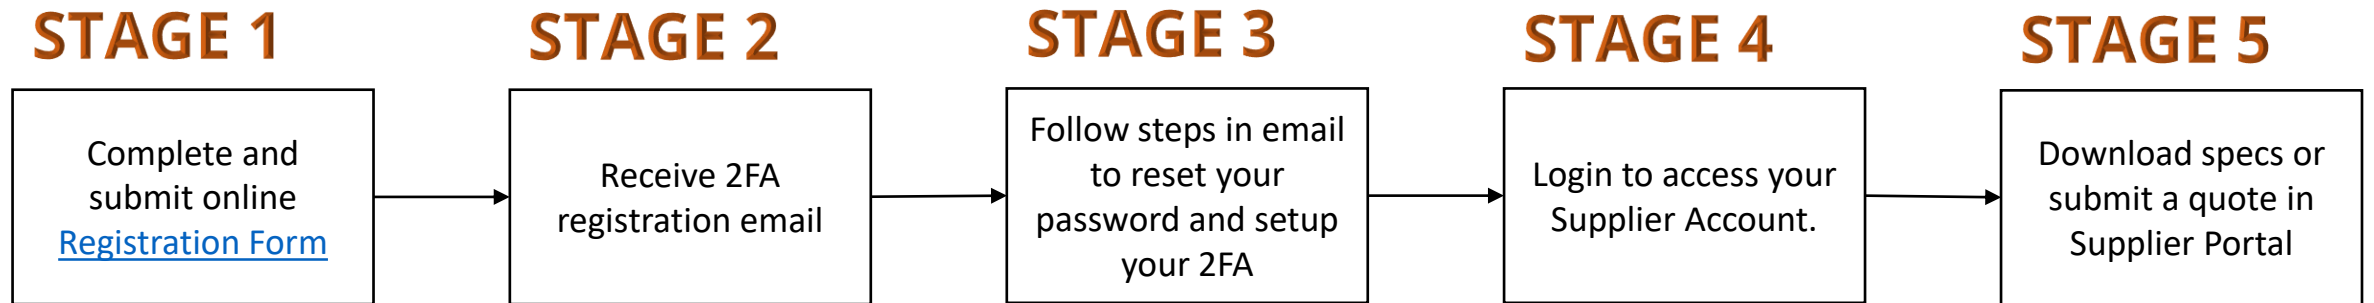 STAGE 1
Complete and
submit online
Registration Form
STAGE 2
Receive 2FA
registration email
STAGE 3
Follow steps in email
to reset your
password and setup
your 2FA
STAGE 4
Login to access your
Supplier Account.
STAGE 5
Download specs or
submit a quote in
Supplier Portal